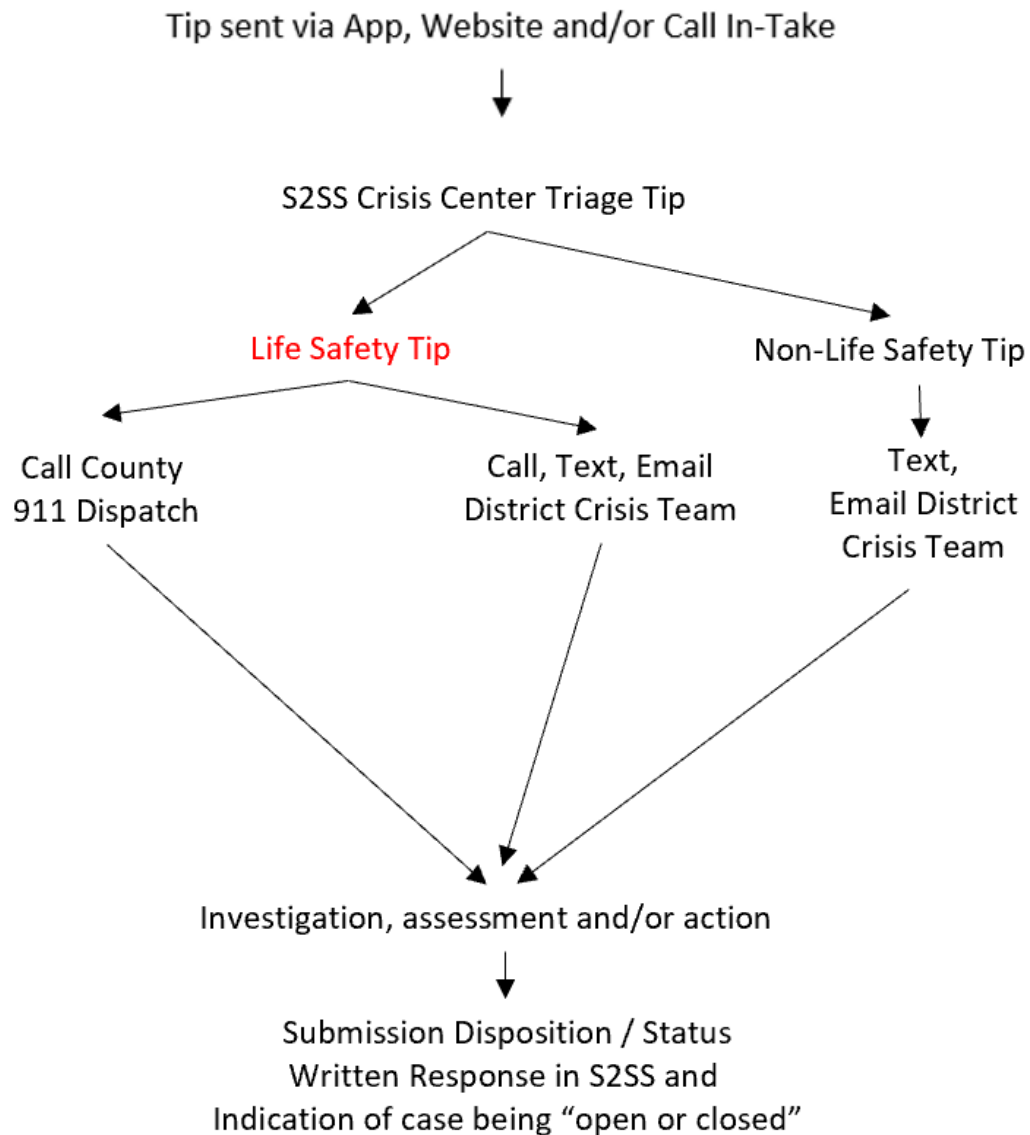 Tip sent via App, Website and/or Call In-Take
S2SS Crisis Center Triage Tip
Life Safety Tip
Non-Life Safety Tip
Call County
911 Dispatch
Call, Text, Email
District Crisis Team
Text,
Email District
Crisis Team
Investigation, assessment and/or action
Submission Disposition / Status
Written Response in S2SS and
Indication of case being “open or closed”